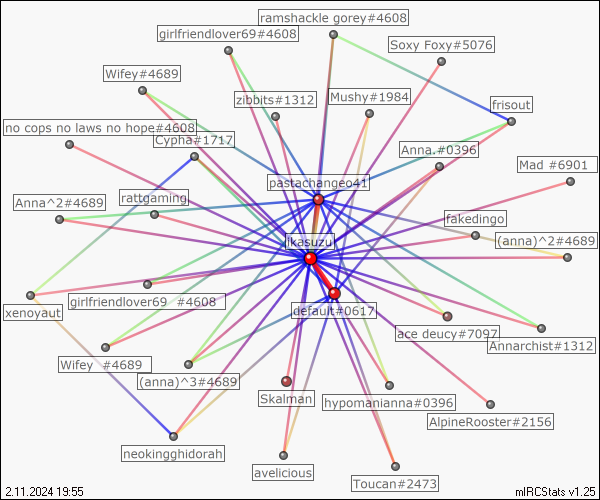 ramshackle gorey#4608
girlfriendlover69#4608
Soxy Foxy#5076
Wifey#4689
zibbits#1312
Mushy#1984
frisout
no cops no laws no hope#4608
Cypha#1717
Anna.#0396
Mad #6901
pastachangeo41
Anna^2#4689
rattgaming
fakedingo
jikasuzu
(anna)^2#4689
xenoyaut
girlfriendlover69 #4608
default#0617
ace deucy#7097
Annarchist#1312
Wifey #4689
(anna)^3#4689
Skalman
hypomanianna#0396
AlpineRooster#2156
neokingghidorah
avelicious
Toucan#2473
2.11.2024 19:55
mIRCStats v1.25